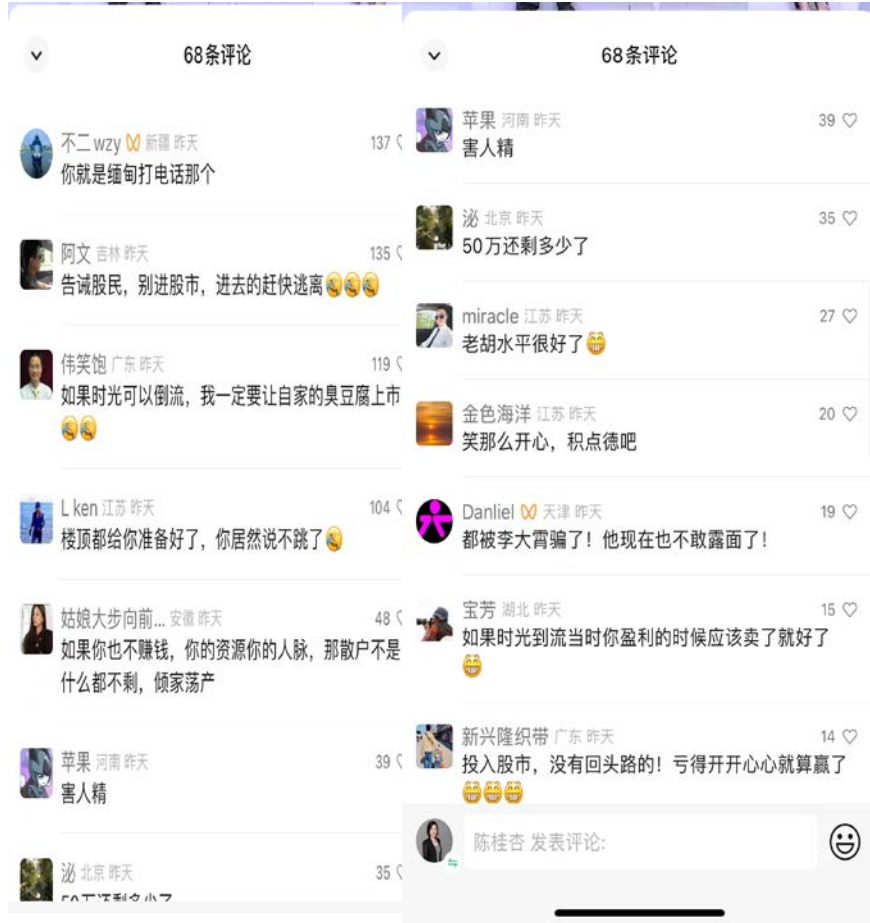 68条评论
不二wzy 新疆 昨天 137
你就是缅甸打电话那个
阿文 吉林 昨天 135
告诫股民，别进股市，进去的赶快逃离
伟笑饱 广东 昨天 119
如果时光可以倒流，我一定要让自家的臭豆腐上市
L ken 江苏 昨天 104
楼顶都给你准备好了，你居然说不跳了
姑娘大步向前... 安徽 昨天 48
如果你也不赚钱，你的资源你的人脉，那散户不是
什么都不剩，倾家荡产
苹果 河南 昨天 39
害人精
泌 北京 昨天 35
50万还剩多少了
68条评论
苹果 河南 昨天 39
害人精
泌 北京 昨天 35
50万还剩多少了
miracle 江苏 昨天 27
老胡水平很好了
金色海洋 江苏 昨天 20
笑那么开心，积点德吧
Danliel 天津 昨天 19
都被李大霄骗了！他现在也不敢露面了！
宝芳 湖北 昨天 15
如果时光到流当时你盈利的时候应该卖了就好了
新兴隆织带 广东 昨天 14
投入股市，没有回头路的！亏得开开心心就算赢了
陈桂杏 发表评论: